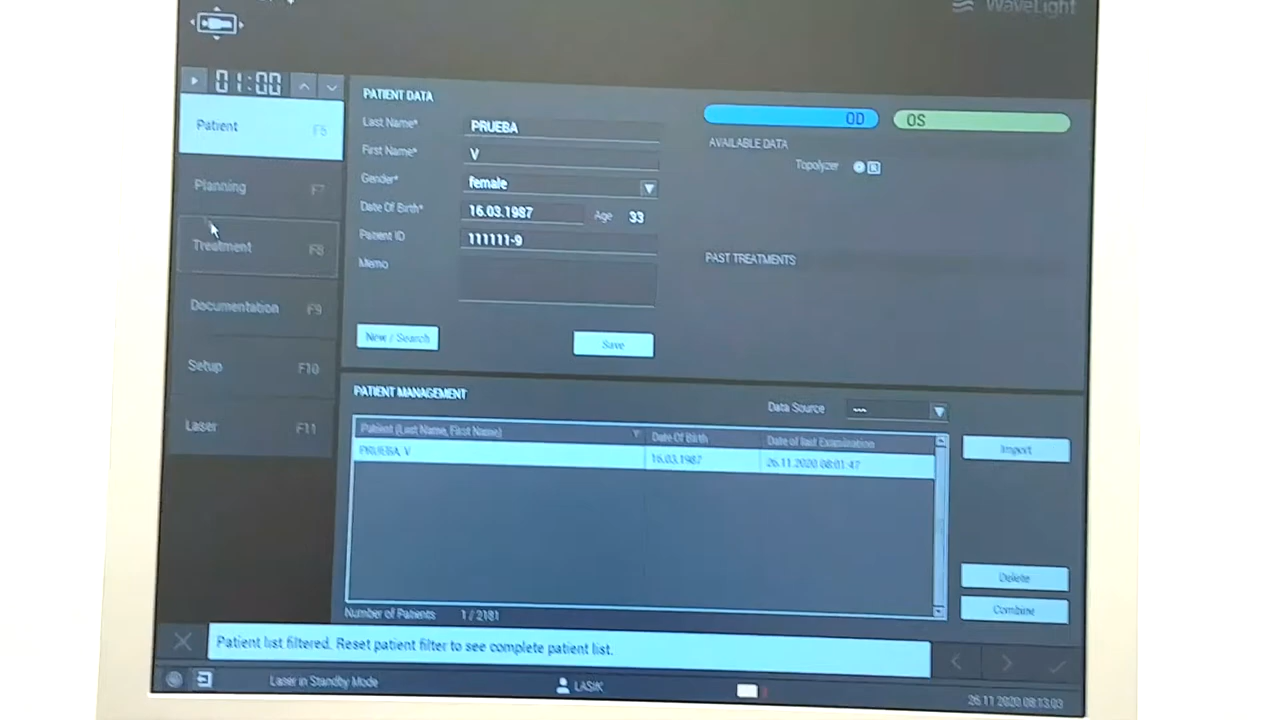 WaveLight
01:00
Patient F5
Planning F7
Treatment F8
Documentation F9
Setup F10
Laser F11
PATIENT DATA
Last Name* PRUEBA
First Name* V
Gender* female
Date Of Birth* 16.03.1987 Age 33
Patient ID 111111-9
Memo
New / Search Save
OD OS
AVAILABLE DATA
Topolyzer
PAST TREATMENTS
PATIENT MANAGEMENT
Data Source ---
Patient (Last Name, First Name) Date Of Birth Date of last Examination
PRUEBA, V 16.03.1987 26.11.2020 08:01:47
Import
Delete
Combine
Number of Patients 1 / 2181
Patient list filtered. Reset patient filter to see complete patient list.
Laser in Standby Mode LASIK 26.11.2020 08:13:03